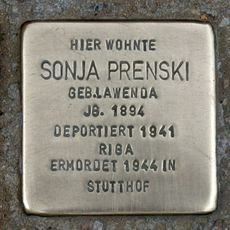 HIER WOHNTE
SONJA PRENSKI
GEB. LAWENDA
JG. 1894
DEPORTIERT 1941
RIGA
ERMORDET 1944 IN
STUTTHOF